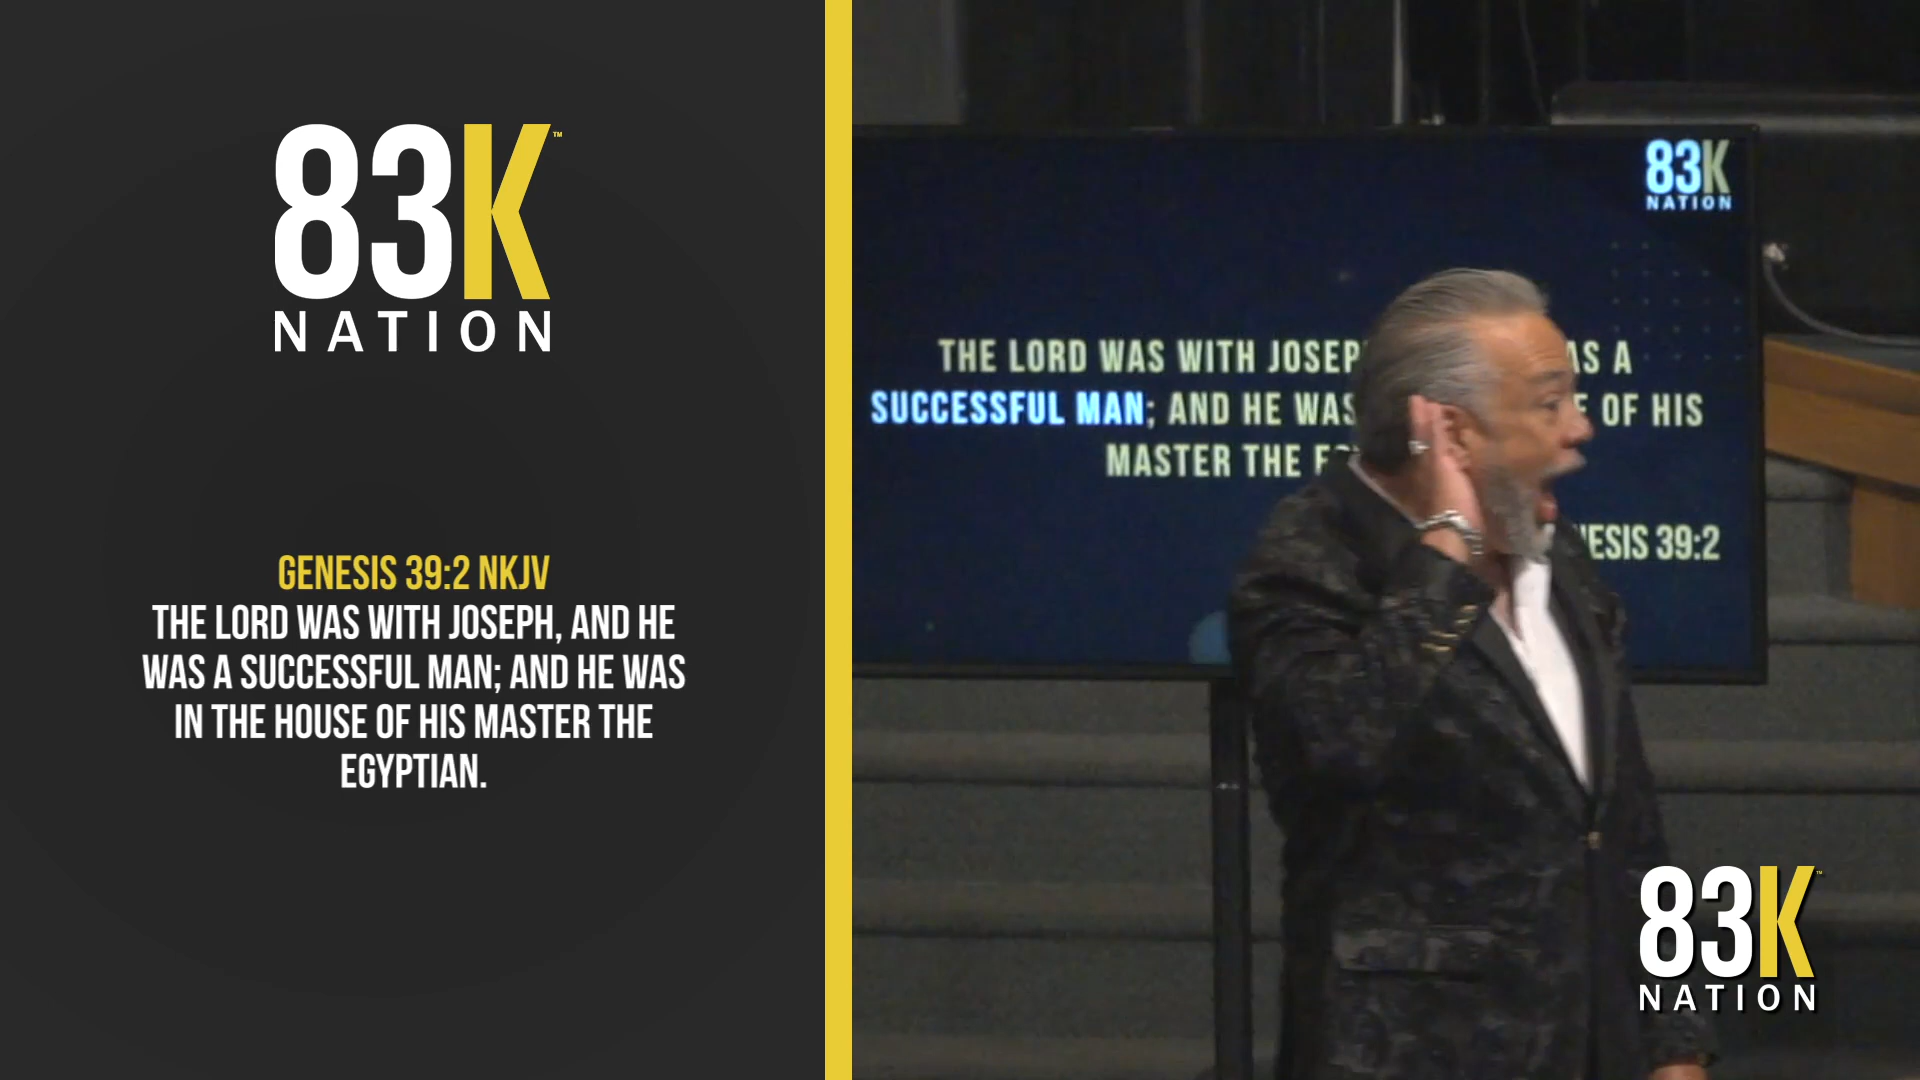 83K™
NATION
GENESIS 39:2 NKJV
THE LORD WAS WITH JOSEPH, AND HE
WAS A SUCCESSFUL MAN; AND HE WAS
IN THE HOUSE OF HIS MASTER THE
EGYPTIAN.
83K
NATION
THE LORD WAS WITH JOSEP AS A
SUCCESSFUL MAN; AND HE WAS OF HIS
MASTER THE
ESIS 39:2
83K™
NATION